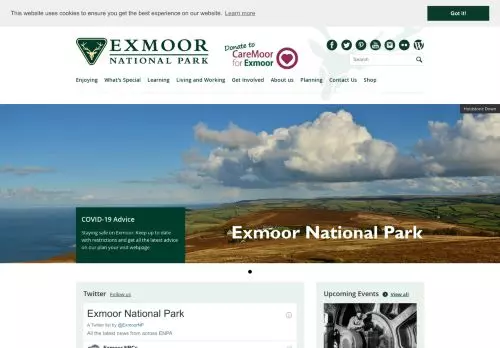 This website uses cookies to ensure you get the best experience on our website. Learn more
Got it!
EXMOOR
NATIONAL PARK
Donate to
CareMoor
for Exmoor
Search
Enjoying What's Special Learning Living and Working Get involved About us Planning Contact Us Shop
Holdstone Down
COVID-19 Advice
Staying safe on Exmoor. Keep up to date
with restrictions and get all the latest advice
on our plan your visit webpage
Exmoor National Park
Twitter Follow us
Exmoor National Park
A Twitter list by @ExmoorNP
All the latest news from across ENPA
Upcoming Events
View all